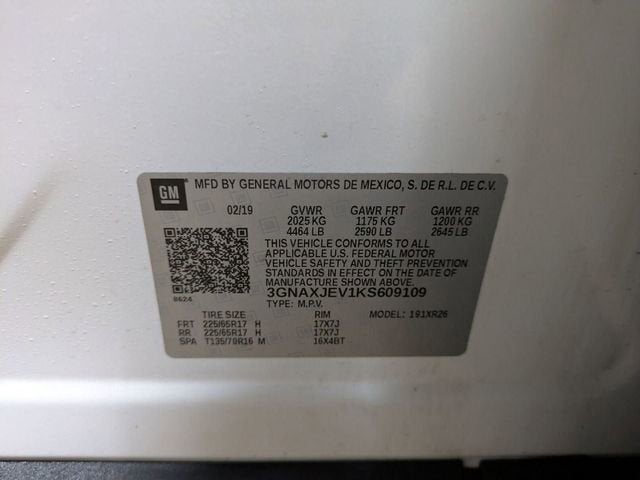 GM
MFD BY GENERAL MOTORS DE MEXICO, S. DE R.L. DE C.V.
02/19 GVWR GAWR FRT GAWR RR
2025 KG 1175 KG 1200 KG
4464 LB 2590 LB 2645 LB
THIS VEHICLE CONFORMS TO ALL
APPLICABLE U.S. FEDERAL MOTOR
VEHICLE SAFETY AND THEFT PREVENTION
STANDARDS IN EFFECT ON THE DATE OF
MANUFACTURE SHOWN ABOVE.
8624 3GNAXJEV1KS609109
TYPE: M.P.V.
TIRE SIZE RIM MODEL: 191XR26
FRT 225/65R17 H 17X7J
RR 225/65R17 H 17X7J
SPA T135/70R16 M 16X4BT